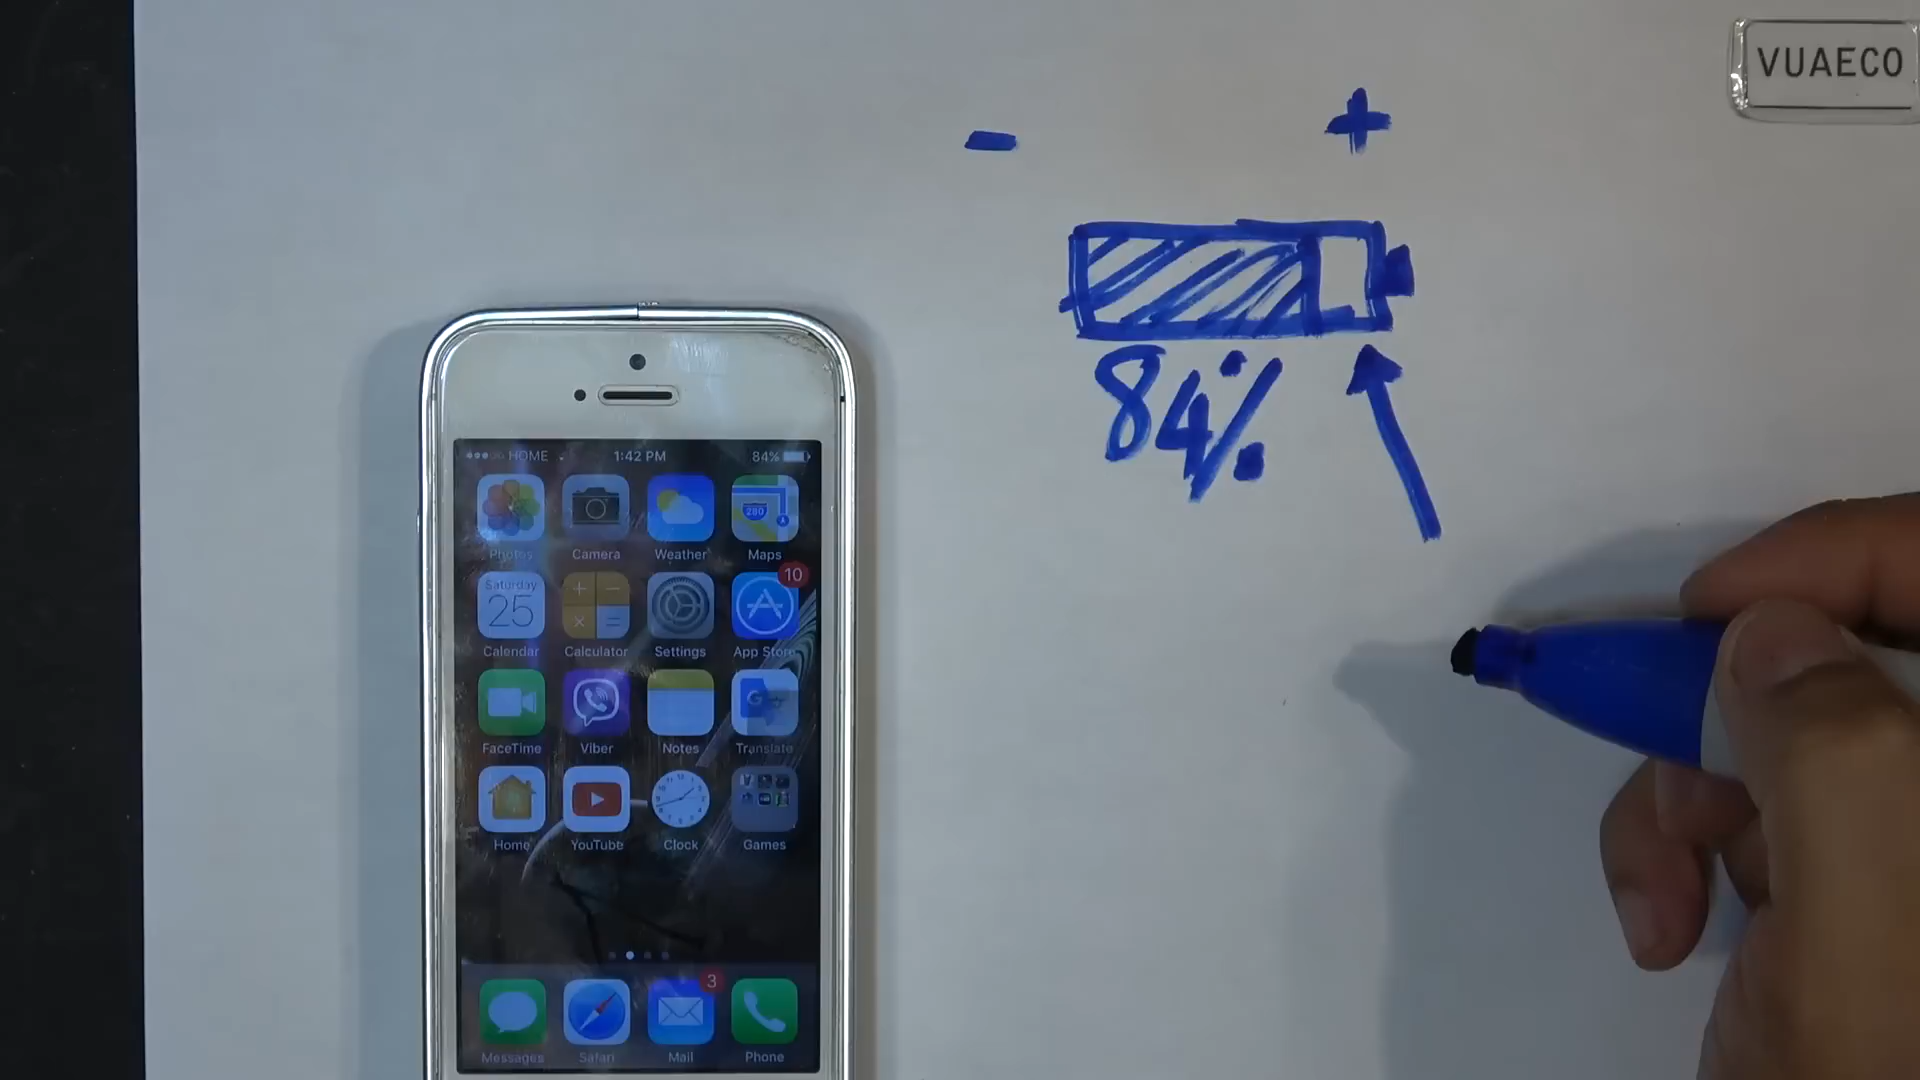 VUAECO
- +
84%
HOME 1:42 PM 84%
280
Photos Camera Weather Maps
Saturday 10
25
Calendar Calculator Settings App Store
FaceTime Viber Notes Translate
Home YouTube Clock Games
3
Messages Safari Mail Phone